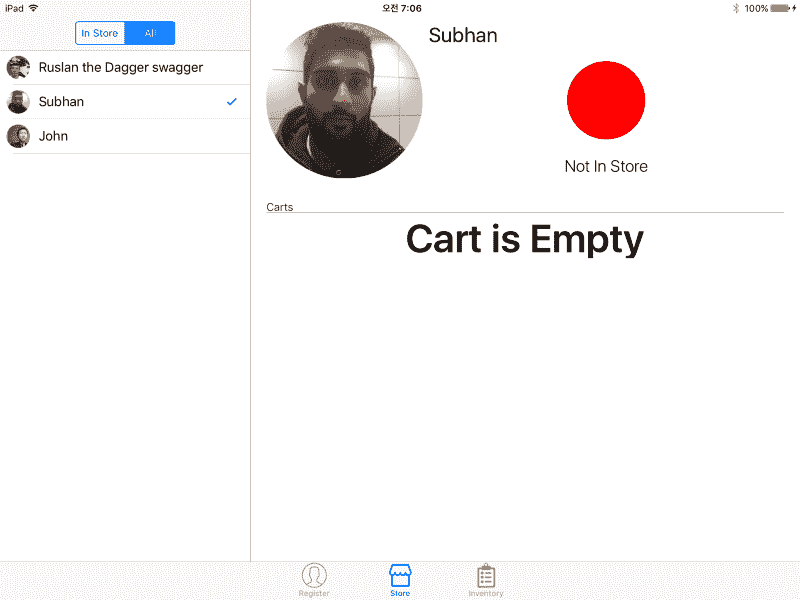 iPad 오전 7:06 100%
In Store All
Ruslan the Dagger swagger
Subhan
John
Subhan
Not In Store
Carts
Cart is Empty
Register Store Inventory